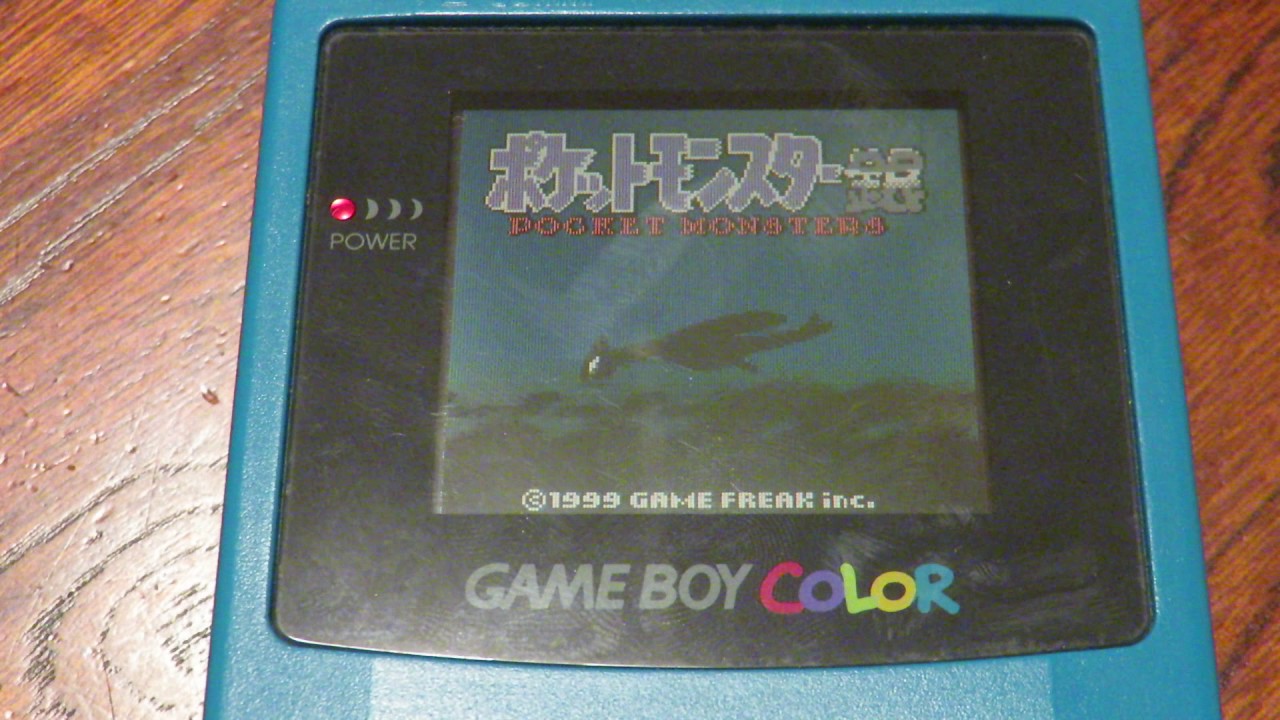 ポケットモンスター銀
POCKET MONSTERS
POWER
©1999 GAME FREAK inc.
GAME BOY COLOR